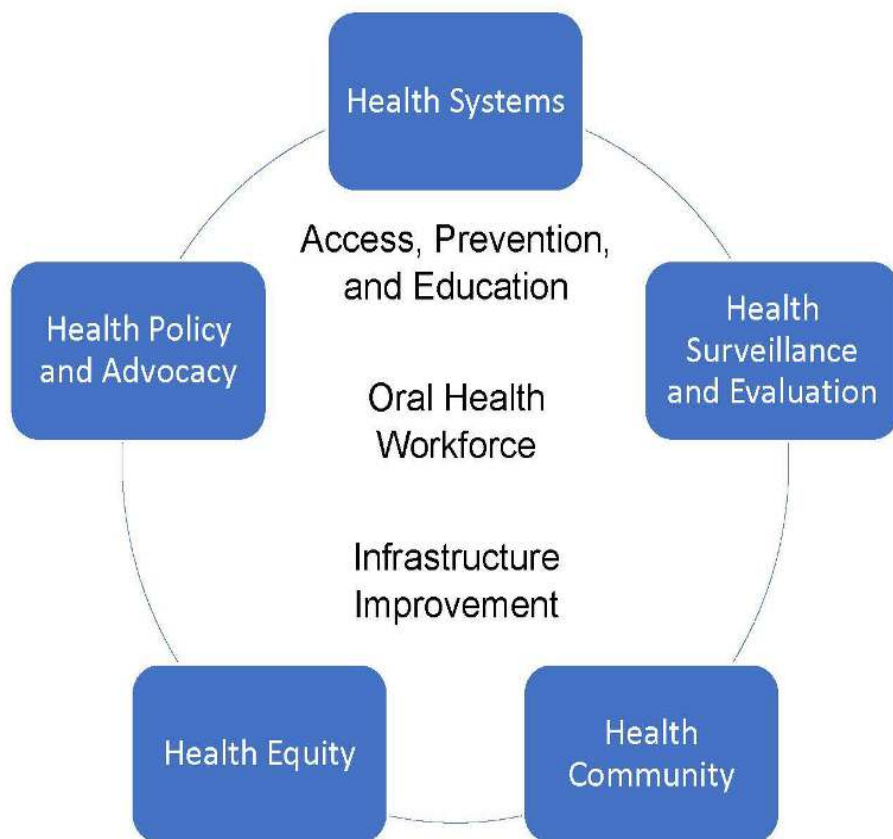 Health Systems
Access, Prevention,
and Education
Health Policy
and Advocacy
Health
Surveillance
and Evaluation
Oral Health
Workforce
Infrastructure
Improvement
Health Equity
Health
Community